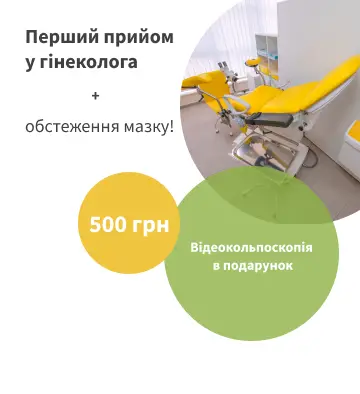 Перший прийом
у гінеколога
+
обстеження мазку!
500 грн
Відеокольпоскопія
в подарунок